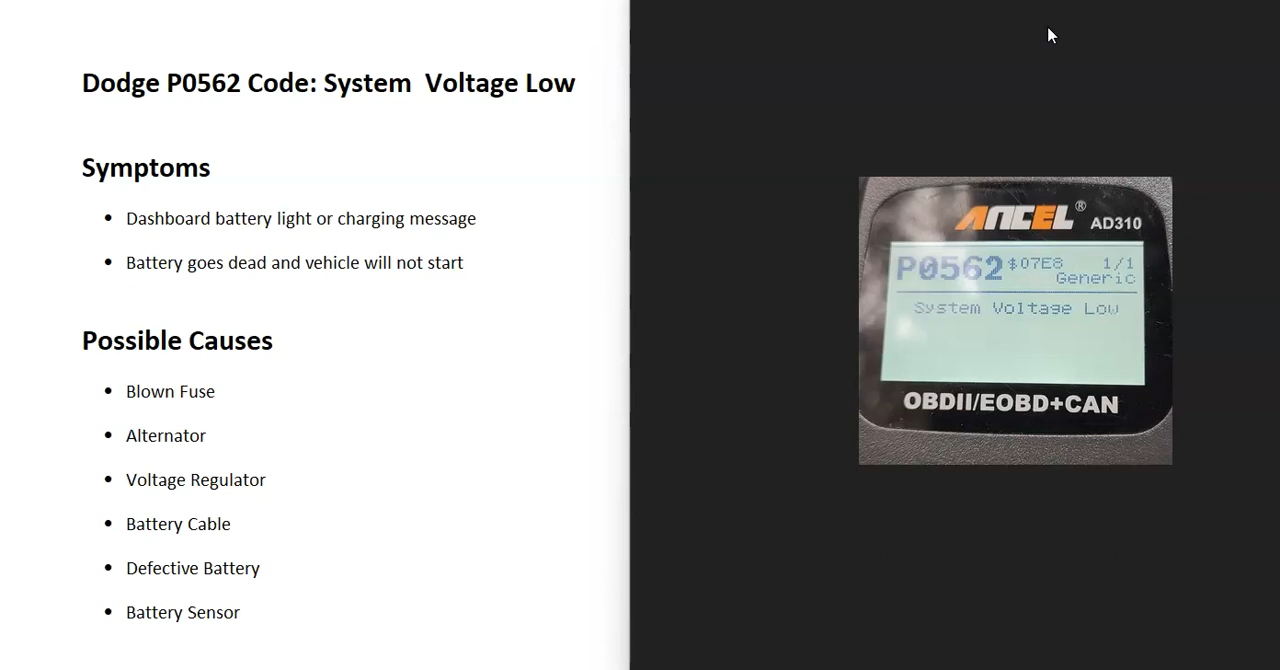 Dodge P0562 Code: System  Voltage Low
Symptoms
• Dashboard battery light or charging message
• Battery goes dead and vehicle will not start
Possible Causes
• Blown Fuse
• Alternator
• Voltage Regulator
• Battery Cable
• Defective Battery
• Battery Sensor
ANCEL® AD310
P0562 $07E8 1/1
Generic
System Voltage Low
OBDII/EOBD+CAN